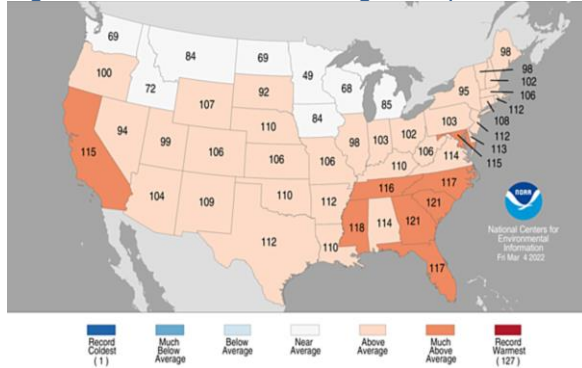 69
84
69
49
98
100
72
107
92
68
85
95
98
102
106
112
108
112
113
115
94
99
106
110
84
106
98
103
102
103
115
106
106
110
106
114
104
109
110
112
116
117
112
110
118
114
121
121
117
NOAA
National Centers for
Environmental
Information
Fri Mar 4 2022
Record
Coldest
(1)
Much
Below
Average
Below
Average
Near
Average
Above
Average
Much
Above
Average
Record
Warmest
(127)